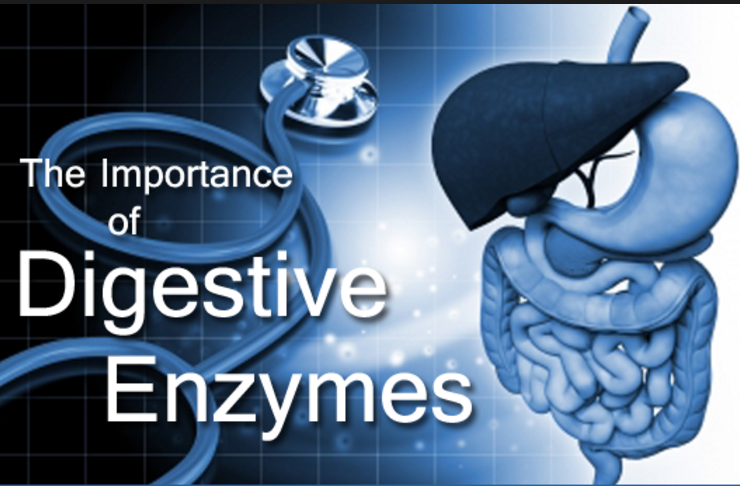 The Importance
of
Digestive
Enzymes